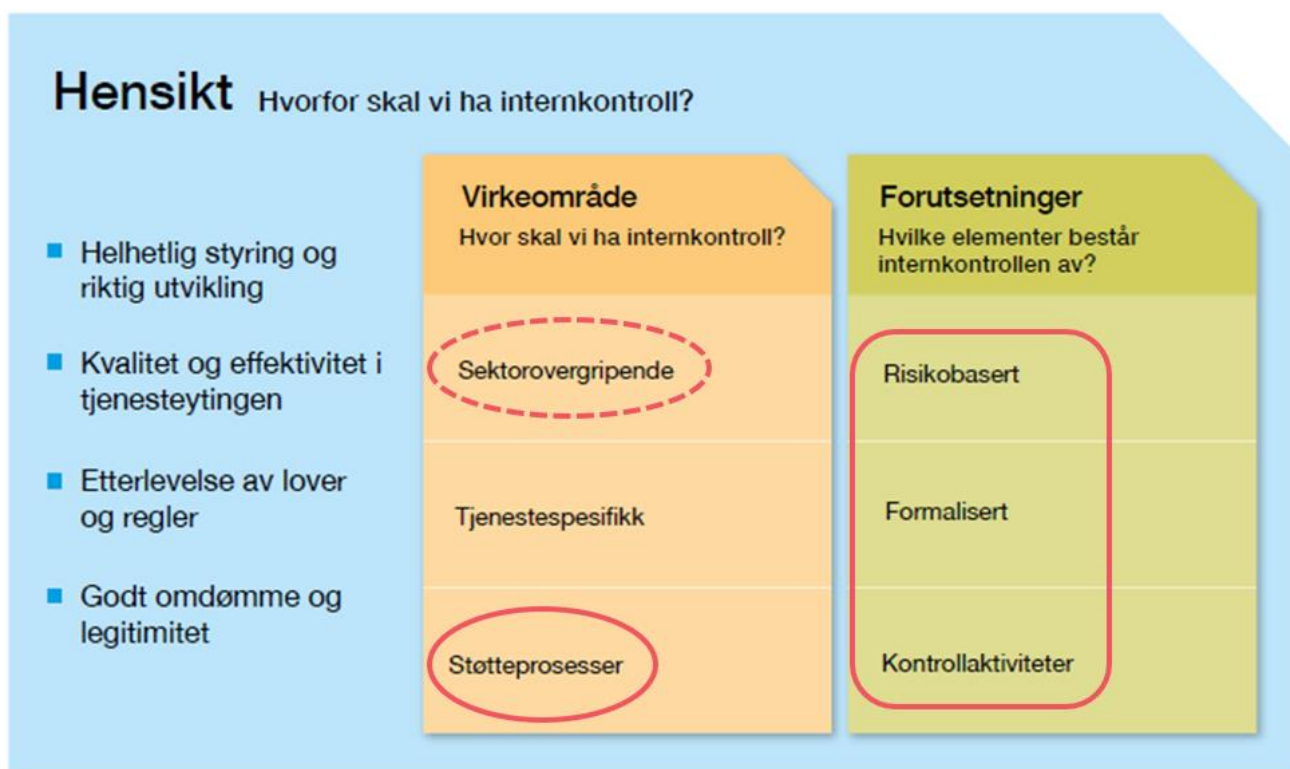 Hensikt Hvorfor skal vi ha internkontroll?
Helhetlig styring og
riktig utvikling
Kvalitet og effektivitet i
tjenesteytingen
Etterlevelse av lover
og regler
Godt omdømme og
legitimitet
Virkeområde
Hvor skal vi ha internkontroll?
Sektorovergripende
Tjenestespesifikk
Støtteprosesser
Forutsetninger
Hvilke elementer består
internkontrollen av?
Risikobasert
Formalisert
Kontrollaktiviteter